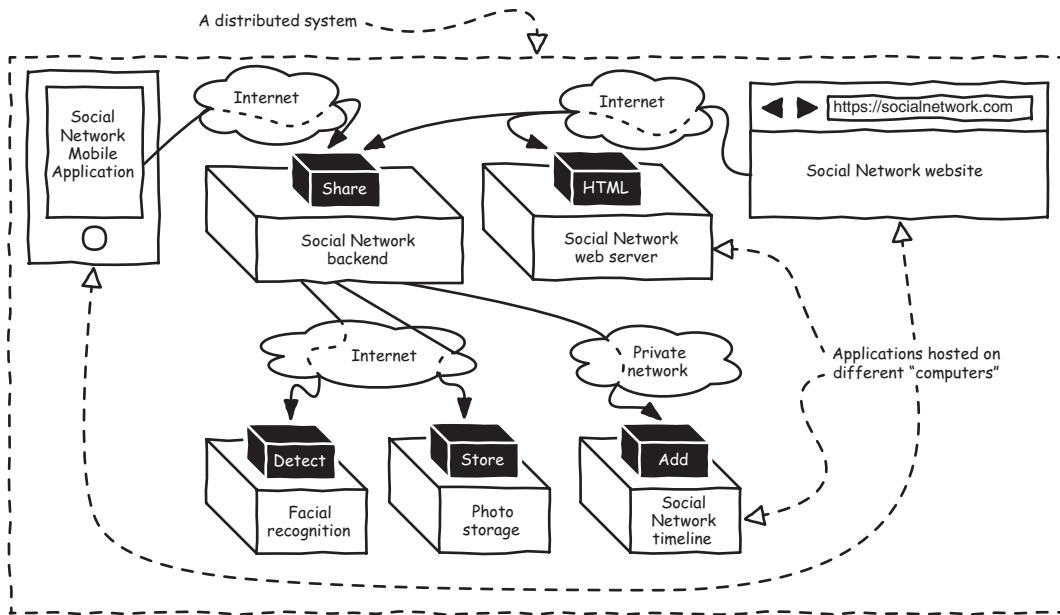 A distributed system
Social
Network
Mobile
Application
Internet
Internet
https://socialnetwork.com
Social Network website
Share
HTML
Social Network
backend
Social Network
web server
Internet
Private
network
Applications hosted on
different “computers”
Detect
Store
Add
Facial
recognition
Photo
storage
Social
Network
timeline